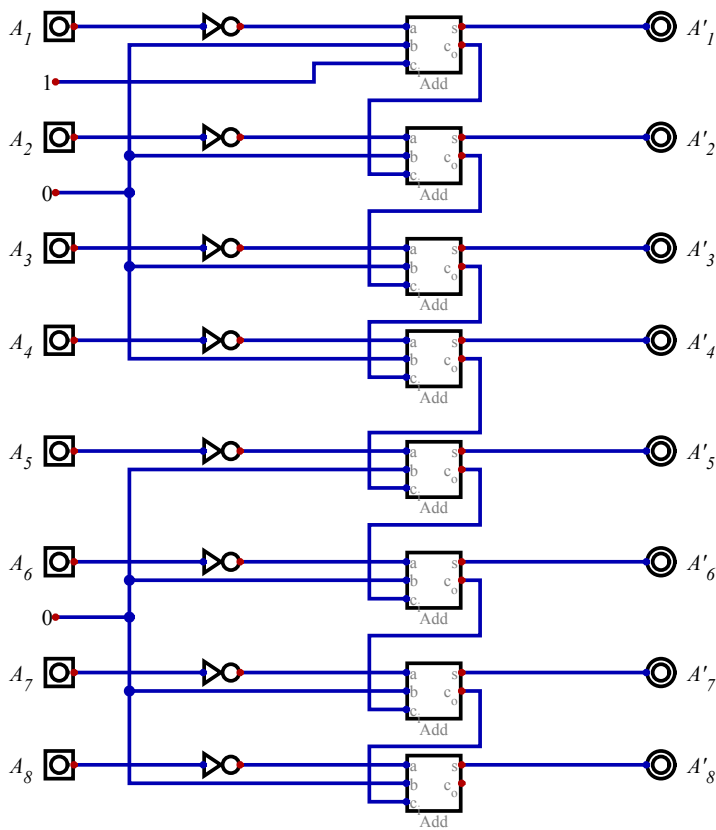 A1 a s A'1
b co
1 ci
Add
A2 a s A'2
b co
0 ci
Add
A3 a s A'3
b co
ci
Add
A4 a s A'4
b co
ci
Add
A5 a s A'5
b co
ci
Add
A6 a s A'6
b co
0 ci
Add
A7 a s A'7
b co
ci
Add
A8 a s A'8
b co
ci
Add